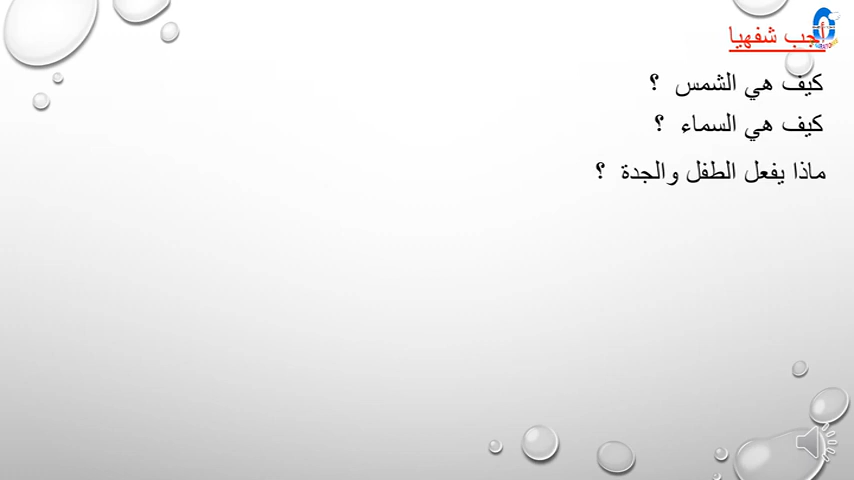 أجب شفهيا
كيف هي الشمس ؟
كيف هي السماء ؟
ماذا يفعل الطفل والجدة ؟